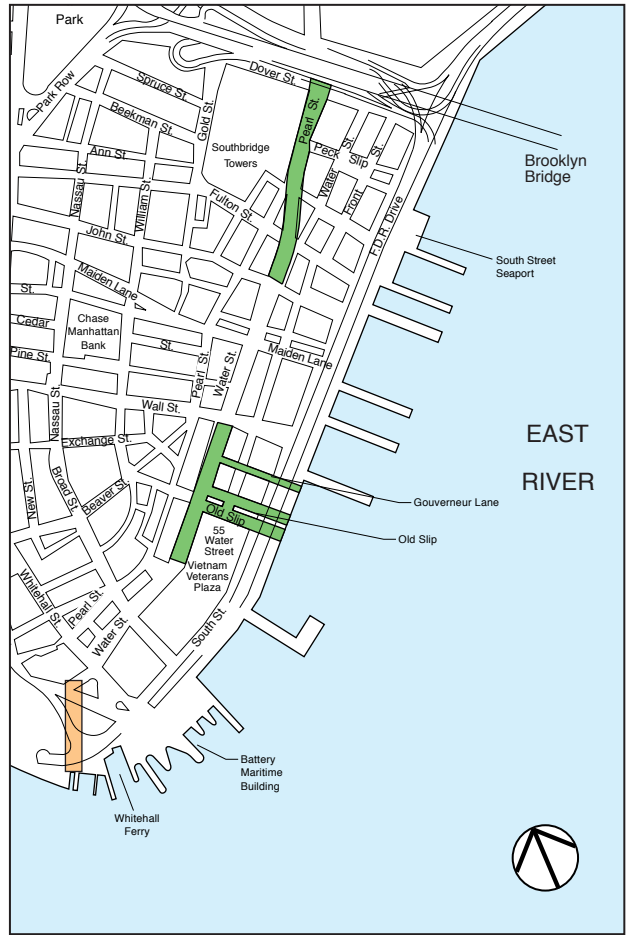 Park
Dover St.
Spruce St.
Park Row
Beekman St.
Gold St.
Pearl St.
Ann St.
Southbridge
Towers
Peck Slip
Water St.
Front St.
Brooklyn
Bridge
Nassau St.
William St.
Fulton St.
John St.
F.D.R. Drive
South Street
Seaport
Maiden Lane
St.
Cedar
Chase
Manhattan
Bank
St.
Pine St.
Pearl St.
Water St.
Maiden Lane
Nassau St.
Wall St.
EAST
RIVER
Exchange St.
New St.
Broad St.
Beaver St.
Gouverneur Lane
Old Slip
Old Slip
55
Water
Street
Vietnam
Veterans
Plaza
Whitehall St.
Pearl St.
Water St.
South St.
Battery
Maritime
Building
Whitehall
Ferry